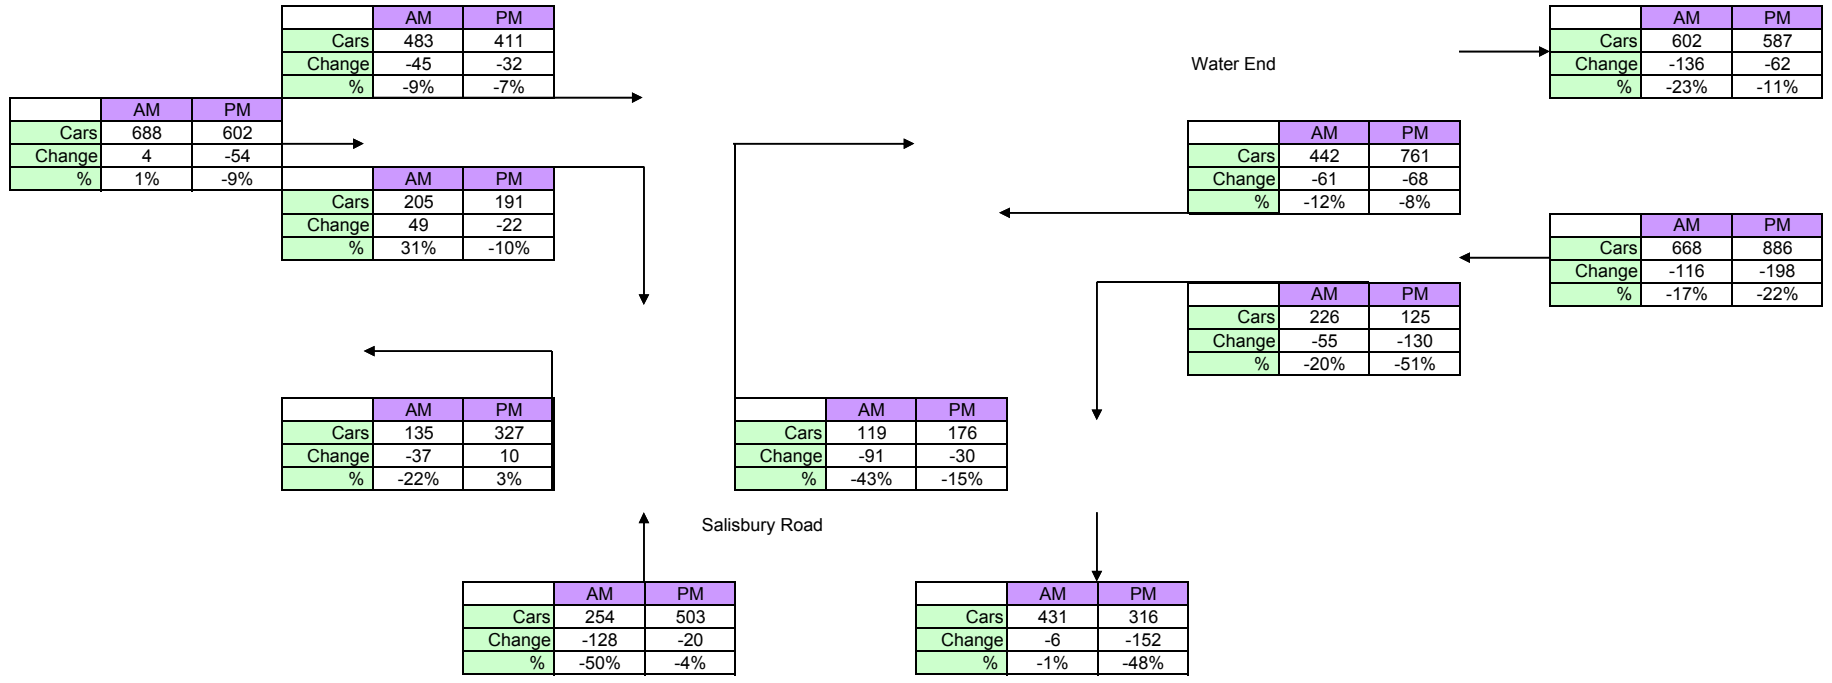 AM PM
Cars 483 411
Change -45 -32
% -9% -7%
Water End
AM PM
Cars 602 587
Change -136 -62
% -23% -11%
AM PM
Cars 688 602
Change 4 -54
% 1% -9%
AM PM
Cars 442 761
Change -61 -68
% -12% -8%
AM PM
Cars 205 191
Change 49 -22
% 31% -10%
AM PM
Cars 668 886
Change -116 -198
% -17% -22%
AM PM
Cars 226 125
Change -55 -130
% -20% -51%
AM PM
Cars 135 327
Change -37 10
% -22% 3%
AM PM
Cars 119 176
Change -91 -30
% -43% -15%
Salisbury Road
AM PM
Cars 254 503
Change -128 -20
% -50% -4%
AM PM
Cars 431 316
Change -6 -152
% -1% -48%